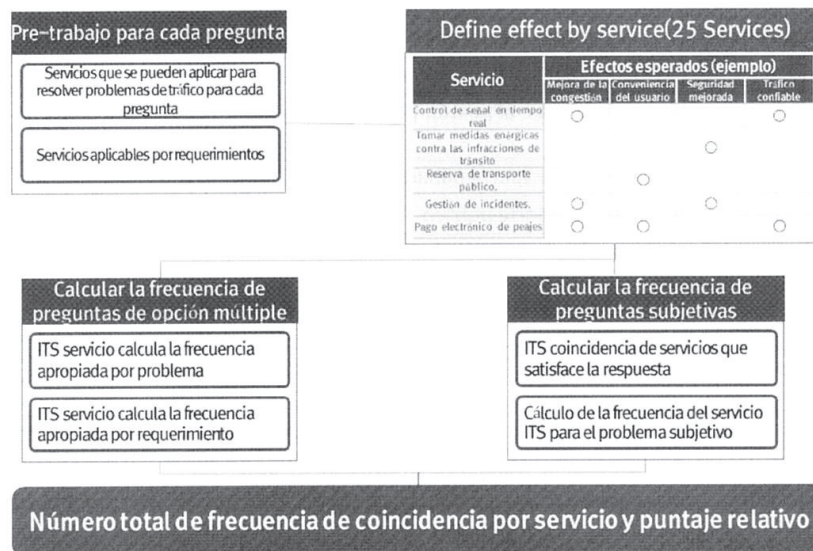 Pre-trabajo para cada pregunta
Servicios que se pueden aplicar para
resolver problemas de tráfico para cada
pregunta
Servicios aplicables por requerimientos
Define effect by service(25 Services)
Servicio
Efectos esperados (ejemplo)
Mejora de la
congestión
Conveniencia
del usuario
Seguridad
mejorada
Tráfico
confiable
Control de señal en tiempo
real
Tomar medidas enérgicas
contra las infracciones de
tránsito
Reserva de transporte
público.
Gestión de incidentes.
Pago electrónico de peajes
Calcular la frecuencia de
preguntas de opción múltiple
ITS servicio calcula la frecuencia
apropiada por problema
ITS servicio calcula la frecuencia
apropiada por requerimiento
Calcular la frecuencia de
preguntas subjetivas
ITS coincidencia de servicios que
satisface la respuesta
Cálculo de la frecuencia del servicio
ITS para el problema subjetivo
Número total de frecuencia de coincidencia por servicio y puntaje relativo